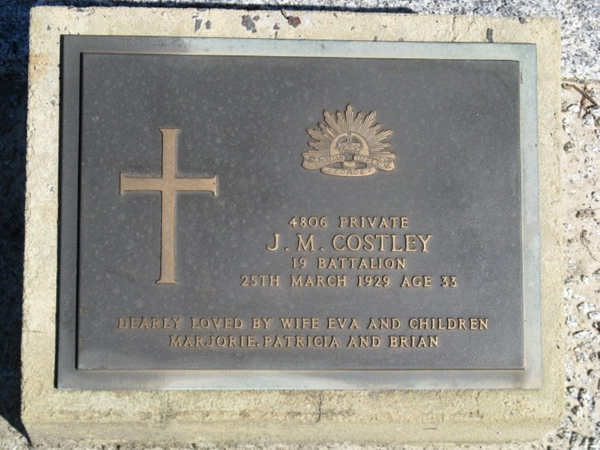 4806 PRIVATE
J. M. COSTLEY
19 BATTALION
25TH MARCH 1929 AGE 33
DEARLY LOVED BY WIFE EVA AND CHILDREN
MARJORIE, PATRICIA AND BRIAN